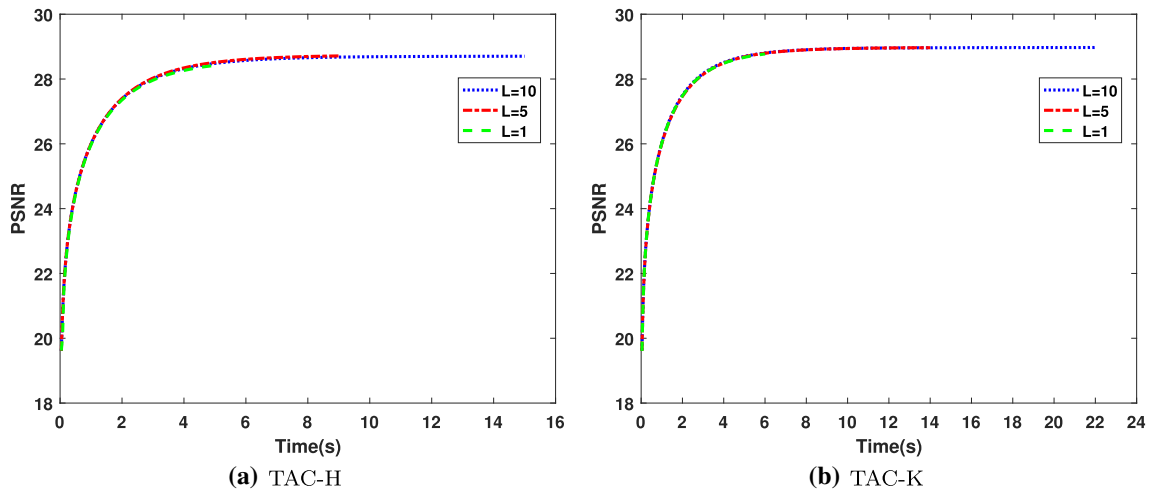 30
28
26
24
22
20
18
PSNR
0 2 4 6 8 10 12 14 16
Time(s)
L=10
L=5
L=1
(a) TAC-H
30
28
26
24
22
20
18
PSNR
0 2 4 6 8 10 12 14 16 18 20 22 24
Time(s)
L=10
L=5
L=1
(b) TAC-K